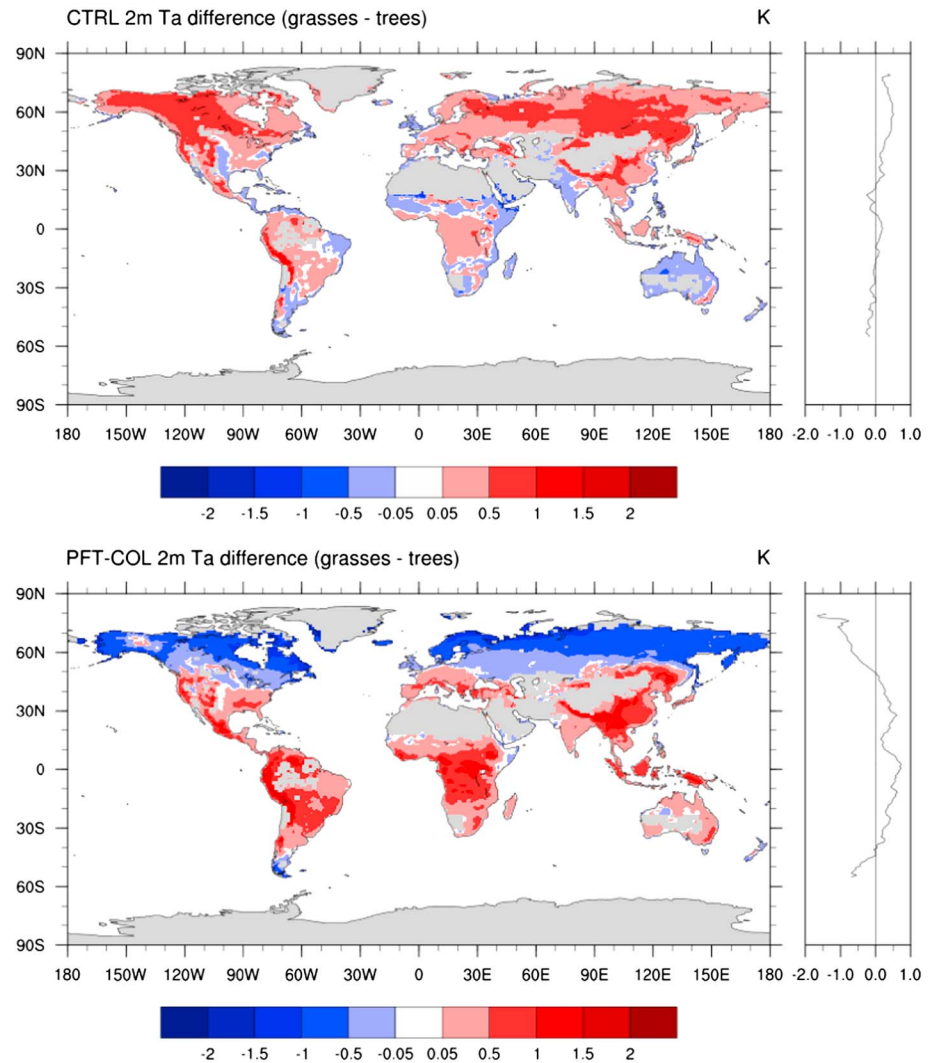 CTRL 2m Ta difference (grasses - trees) K
90N
60N
30N
0
30S
60S
90S
180 150W 120W 90W 60W 30W 0 30E 60E 90E 120E 150E 180 -2.0 -1.0 0.0 1.0
-2 -1.5 -1 -0.5 -0.05 0.05 0.5 1 1.5 2
PFT-COL 2m Ta difference (grasses - trees) K
90N
60N
30N
0
30S
60S
90S
180 150W 120W 90W 60W 30W 0 30E 60E 90E 120E 150E 180 -2.0 -1.0 0.0 1.0
-2 -1.5 -1 -0.5 -0.05 0.05 0.5 1 1.5 2